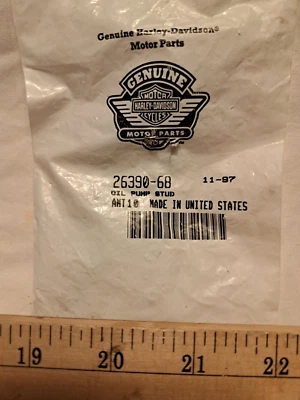 Genuine Harley-Davidson®
Motor Parts
GENUINE
MOTOR
HARLEY-DAVIDSON
CYCLES
MOTOR PARTS
26390-68 11-97
OIL PUMP STUD
ANT10 MADE IN UNITED STATES
19 20 21 22